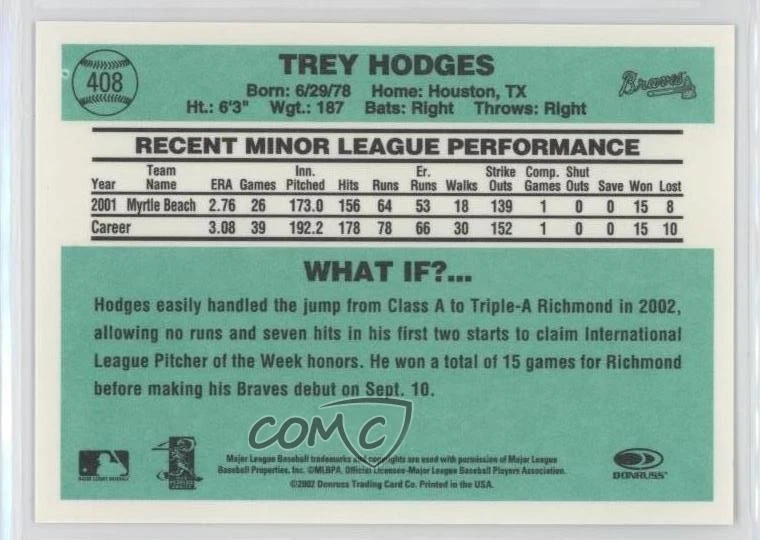 408
TREY HODGES
Born: 6/29/78 Home: Houston, TX
Ht.: 6'3" Wgt.: 187 Bats: Right Throws: Right
Braves
RECENT MINOR LEAGUE PERFORMANCE
Team Inn. Er. Strike Comp. Shut
Year Name ERA Games Pitched Hits Runs Runs Walks Outs Games Outs Save Won Lost
2001 Myrtle Beach 2.76 26 173.0 156 64 53 18 139 1 0 0 15 8
Career 3.08 39 192.2 178 78 66 30 152 1 0 0 15 10
WHAT IF?...
Hodges easily handled the jump from Class A to Triple-A Richmond in 2002,
allowing no runs and seven hits in his first two starts to claim International
League Pitcher of the Week honors. He won a total of 15 games for Richmond
before making his Braves debut on Sept. 10.
COMC
Major League Baseball trademarks and copyrights are used with permission of Major League
Baseball Properties, Inc. ©MLBPA. Official Licensee-Major League Baseball Players Association.
©2002 Donruss Trading Card Co. Printed in the USA.
MAJOR LEAGUE BASEBALL
DONRUSS